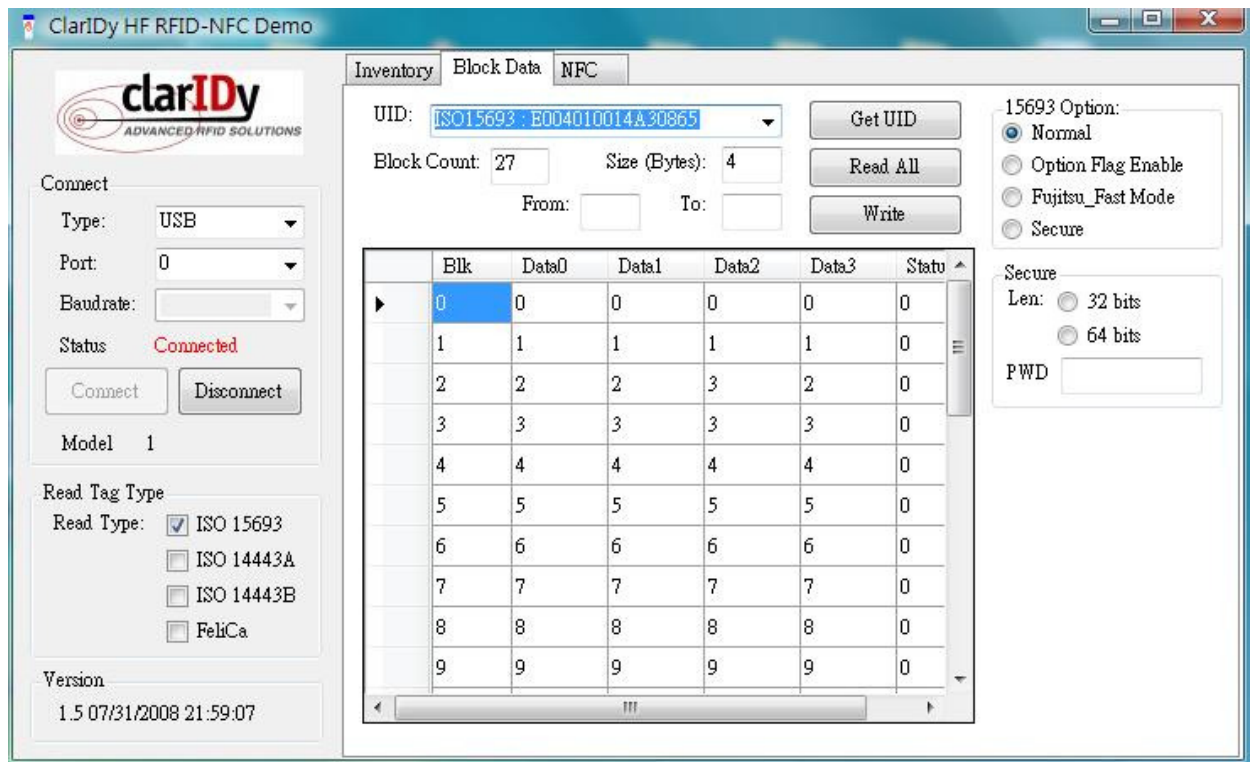 ClarIDy HF RFID-NFC Demo
clarIDy
ADVANCED RFID SOLUTIONS
Connect
Type: USB
Port: 0
Baudrate:
Status Connected
Connect Disconnect
Model 1
Read Tag Type
Read Type: ISO 15693
ISO 14443A
ISO 14443B
FeliCa
Version
1.5 07/31/2008 21:59:07
Inventory Block Data NFC
UID: ISO15693 : E004010014A30865 Get UID
Block Count: 27 Size (Bytes): 4 Read All
From: To: Write
Blk Data0 Data1 Data2 Data3 Statu
0 0 0 0 0 0
1 1 1 1 1 0
2 2 2 3 2 0
3 3 3 3 3 0
4 4 4 4 4 0
5 5 5 5 5 0
6 6 6 6 6 0
7 7 7 7 7 0
8 8 8 8 8 0
9 9 9 9 9 0
15693 Option:
Normal
Option Flag Enable
Fujitsu_Fast Mode
Secure
Secure
Len: 32 bits
64 bits
PWD